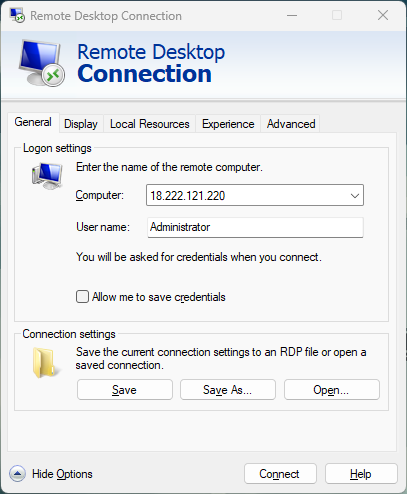 Remote Desktop Connection
Remote Desktop
Connection
General Display Local Resources Experience Advanced
Logon settings
Enter the name of the remote computer.
Computer: 18.222.121.220
User name: Administrator
You will be asked for credentials when you connect.
Allow me to save credentials
Connection settings
Save the current connection settings to an RDP file or open a
saved connection.
Save Save As... Open...
Hide Options Connect Help